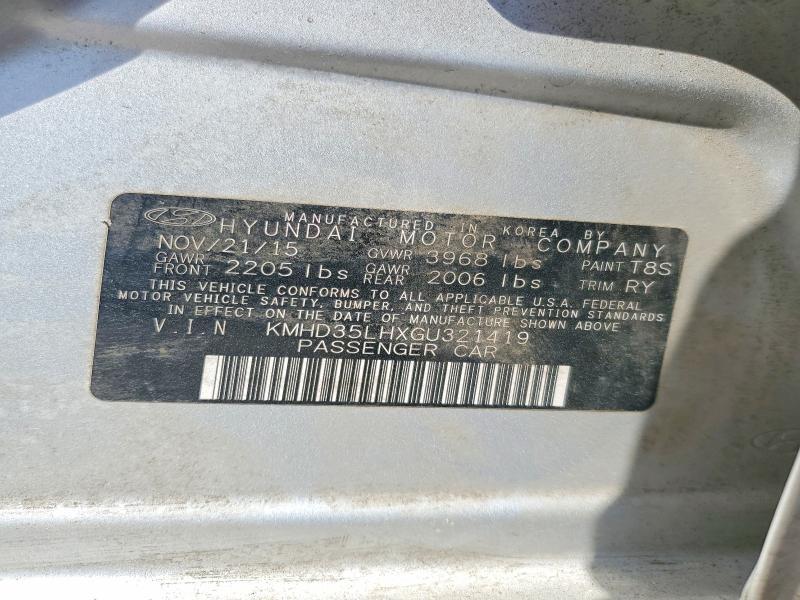 MANUFACTURED IN KOREA BY
HYUNDAI MOTOR COMPANY
NOV/21/15 GVWR 3968 lbs PAINT T8S
GAWR FRONT 2205 lbs GAWR REAR 2006 lbs TRIM RY
THIS VEHICLE CONFORMS TO ALL APPLICABLE U.S.A. FEDERAL
MOTOR VEHICLE SAFETY, BUMPER, AND THEFT PREVENTION STANDARDS
IN EFFECT ON THE DATE OF MANUFACTURE SHOWN ABOVE
V.I.N KMHD35LHXGU321419
PASSENGER CAR